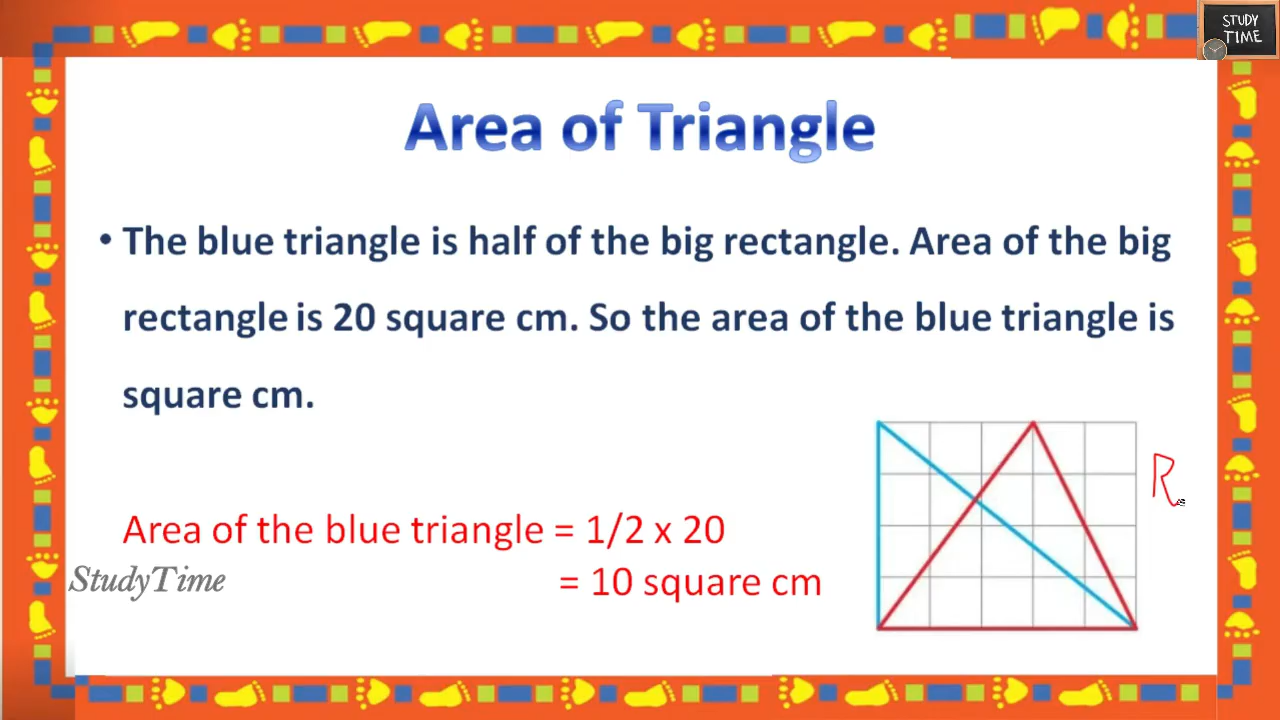 STUDY
TIME
Area of Triangle
• The blue triangle is half of the big rectangle. Area of the big
rectangle is 20 square cm. So the area of the blue triangle is
square cm.
R
Area of the blue triangle = 1/2 x 20
= 10 square cm
StudyTime